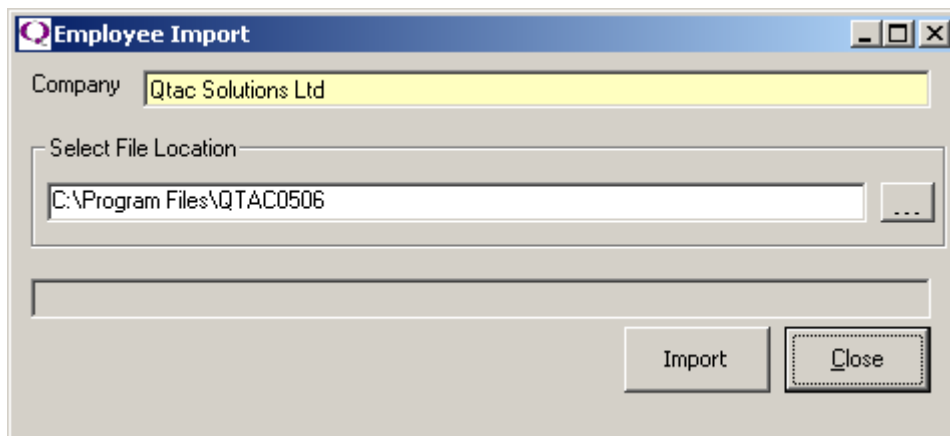 Employee Import
Company Qtac Solutions Ltd
Select File Location
C:\Program Files\QTAC0506 ...
Import Close